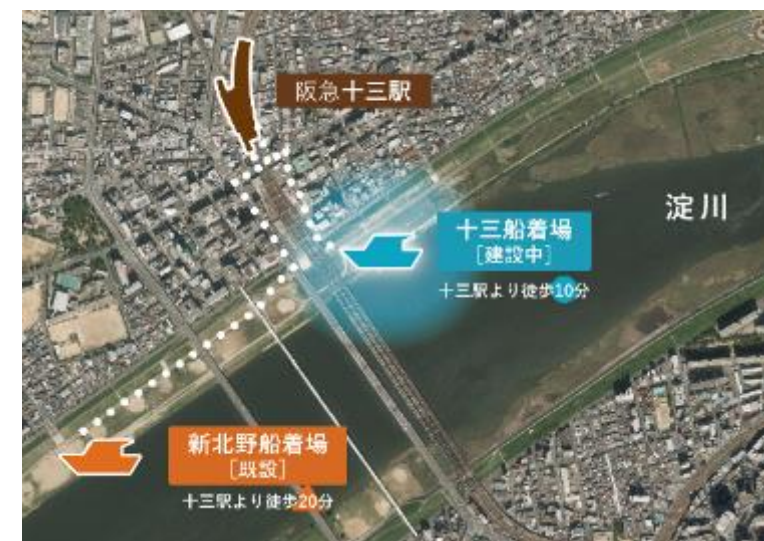 阪急十三駅
淀川
十三船着場
[建設中]
十三駅より徒歩10分
新北野船着場
[既設]
十三駅より徒歩20分